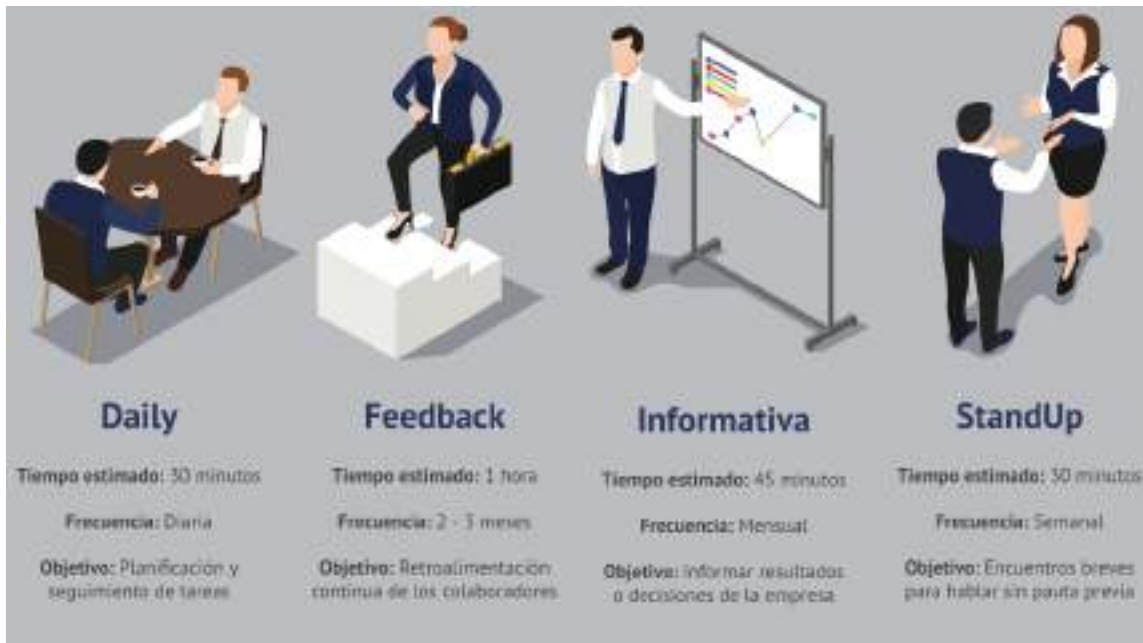 Daily
Tiempo estimado: 30 minutos
Frecuencia: Diaria
Objetivo: Planificación y
seguimiento de tareas
Feedback
Tiempo estimado: 1 hora
Frecuencia: 2 - 3 meses
Objetivo: Retroalimentación
continua de los colaboradores
Informativa
Tiempo estimado: 45 minutos
Frecuencia: Mensual
Objetivo: Informar resultados
o decisiones de la empresa
StandUp
Tiempo estimado: 30 minutos
Frecuencia: Semanal
Objetivo: Encuentros breves
para hablar sin pauta previa